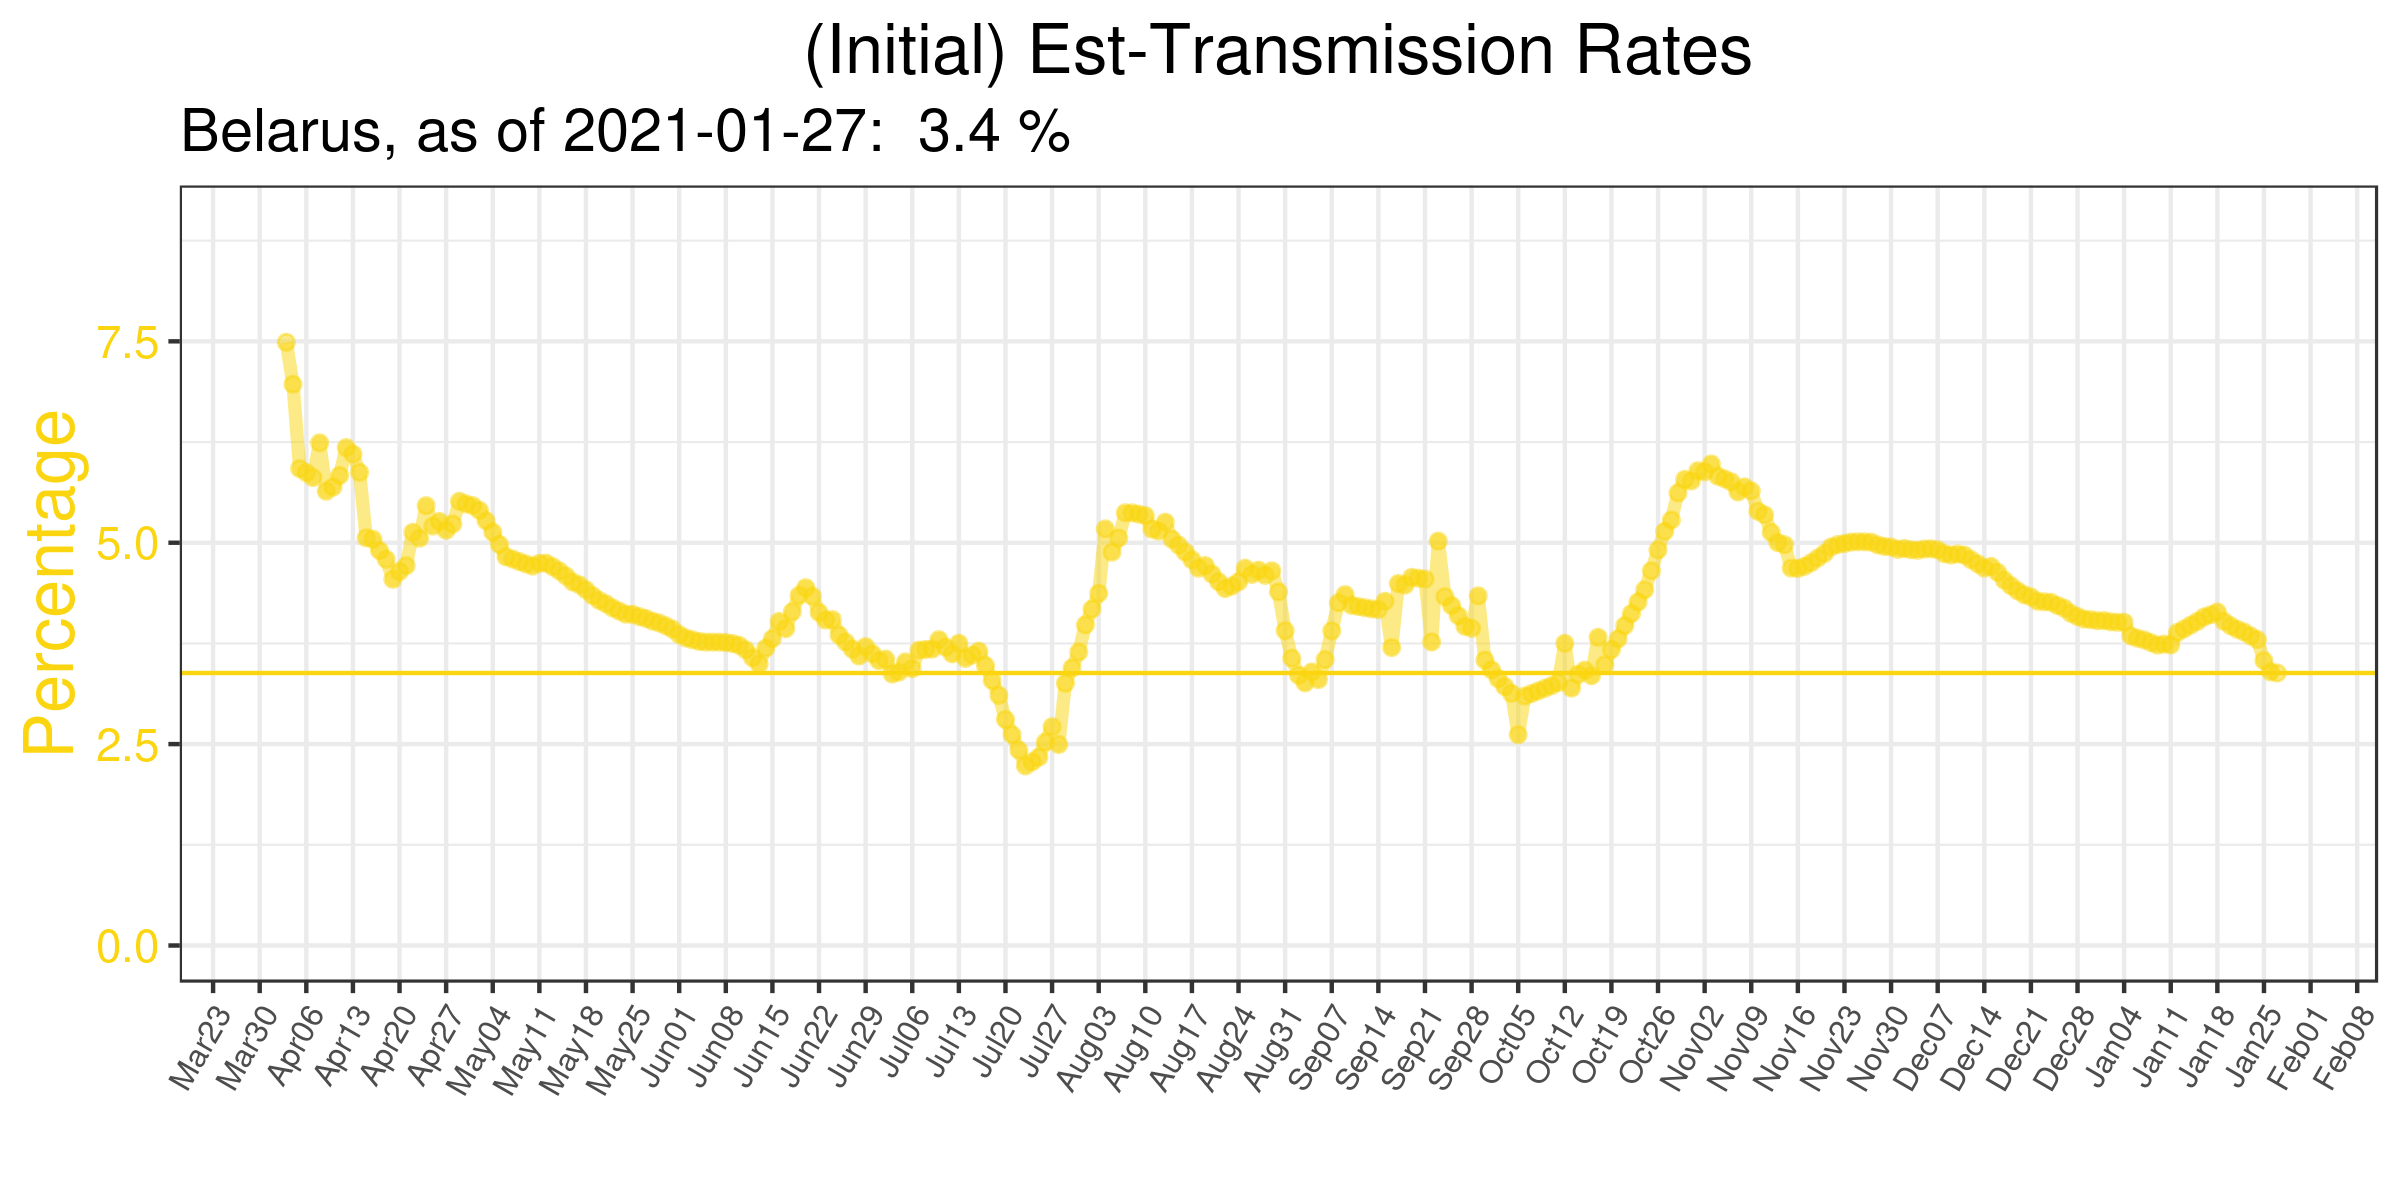 (Initial) Est-Transmission Rates
Belarus, as of 2021-01-27:  3.4 %
Percentage
7.5
5.0
2.5
0.0
Mar23
Mar30
Apr06
Apr13
Apr20
Apr27
May04
May11
May18
May25
Jun01
Jun08
Jun15
Jun22
Jun29
Jul06
Jul13
Jul20
Jul27
Aug03
Aug10
Aug17
Aug24
Aug31
Sep07
Sep14
Sep21
Sep28
Oct05
Oct12
Oct19
Oct26
Nov02
Nov09
Nov16
Nov23
Nov30
Dec07
Dec14
Dec21
Dec28
Jan04
Jan11
Jan18
Jan25
Feb01
Feb08